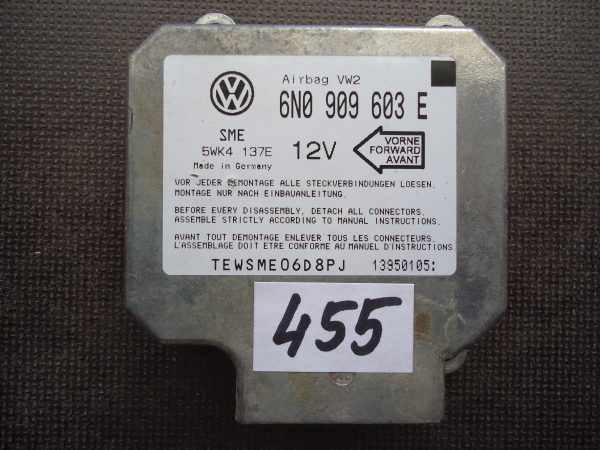 Airbag VW2
6N0 909 603 E
SME
5WK4 137E
12V
VORNE
FORWARD
AVANT
Made in Germany
VOR JEDER DEMONTAGE ALLE STECKVERBINDUNGEN LOESEN.
MONTAGE NUR NACH EINBAUANLEITUNG.
BEFORE EVERY DISASSEMBLY, DETACH ALL CONNECTORS.
ASSEMBLE STRICTLY ACCORDING TO MANUAL INSTRUCTIONS.
AVANT TOUT DEMONTAGE ENLEVER TOUS LES CONNECTEURS.
L'ASSEMBLAGE DOIT ETRE CONFORME AU MANUEL D'INSTRUCTIONS.
TEWSME06D8PJ 13950105:
455